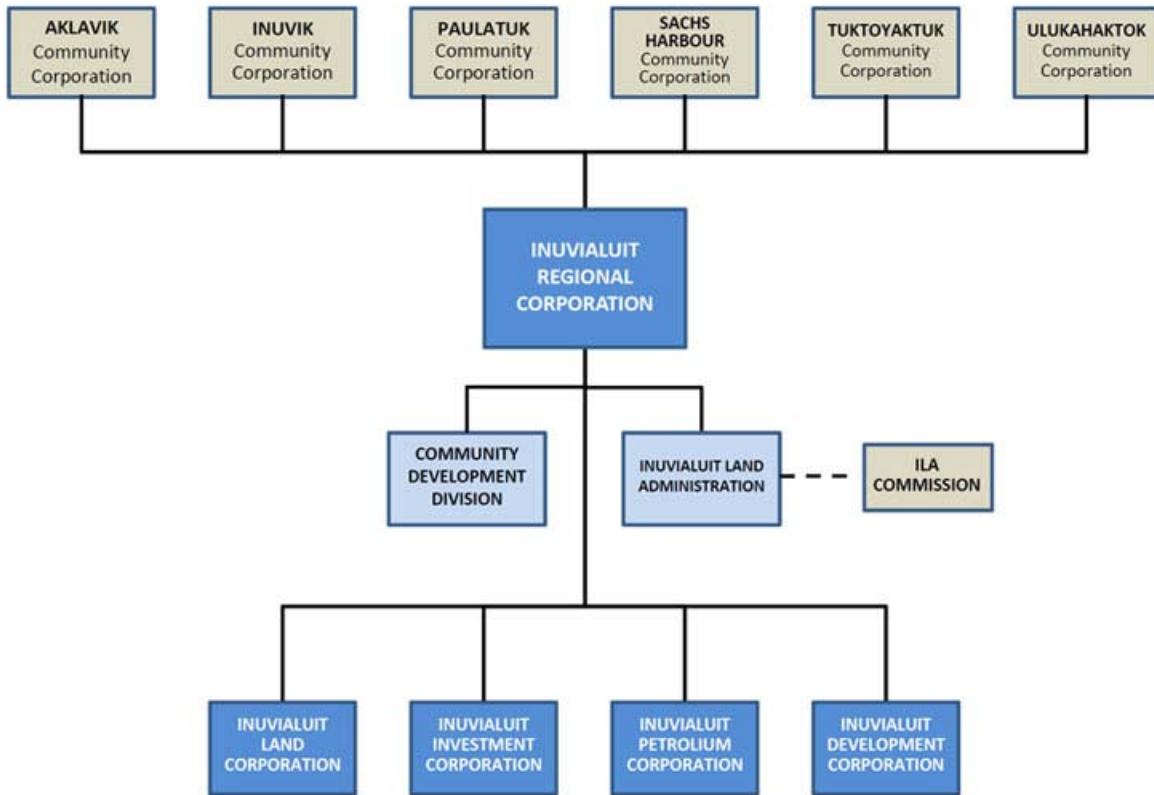 AKLAVIK
Community
Corporation
INUVIK
Community
Corporation
PAULATUK
Community
Corporation
SACHS
HARBOUR
Community
Corporation
TUKTOYAKTUK
Community
Corporation
ULUKAHAKTOK
Community
Corporation
INUVIALUIT
REGIONAL
CORPORATION
COMMUNITY
DEVELOPMENT
DIVISION
INUVIALUIT LAND
ADMINISTRATION
ILA
COMMISSION
INUVIALUIT
LAND
CORPORATION
INUVIALUIT
INVESTMENT
CORPORATION
INUVIALUIT
PETROLIUM
CORPORATION
INUVIALUIT
DEVELOPMENT
CORPORATION